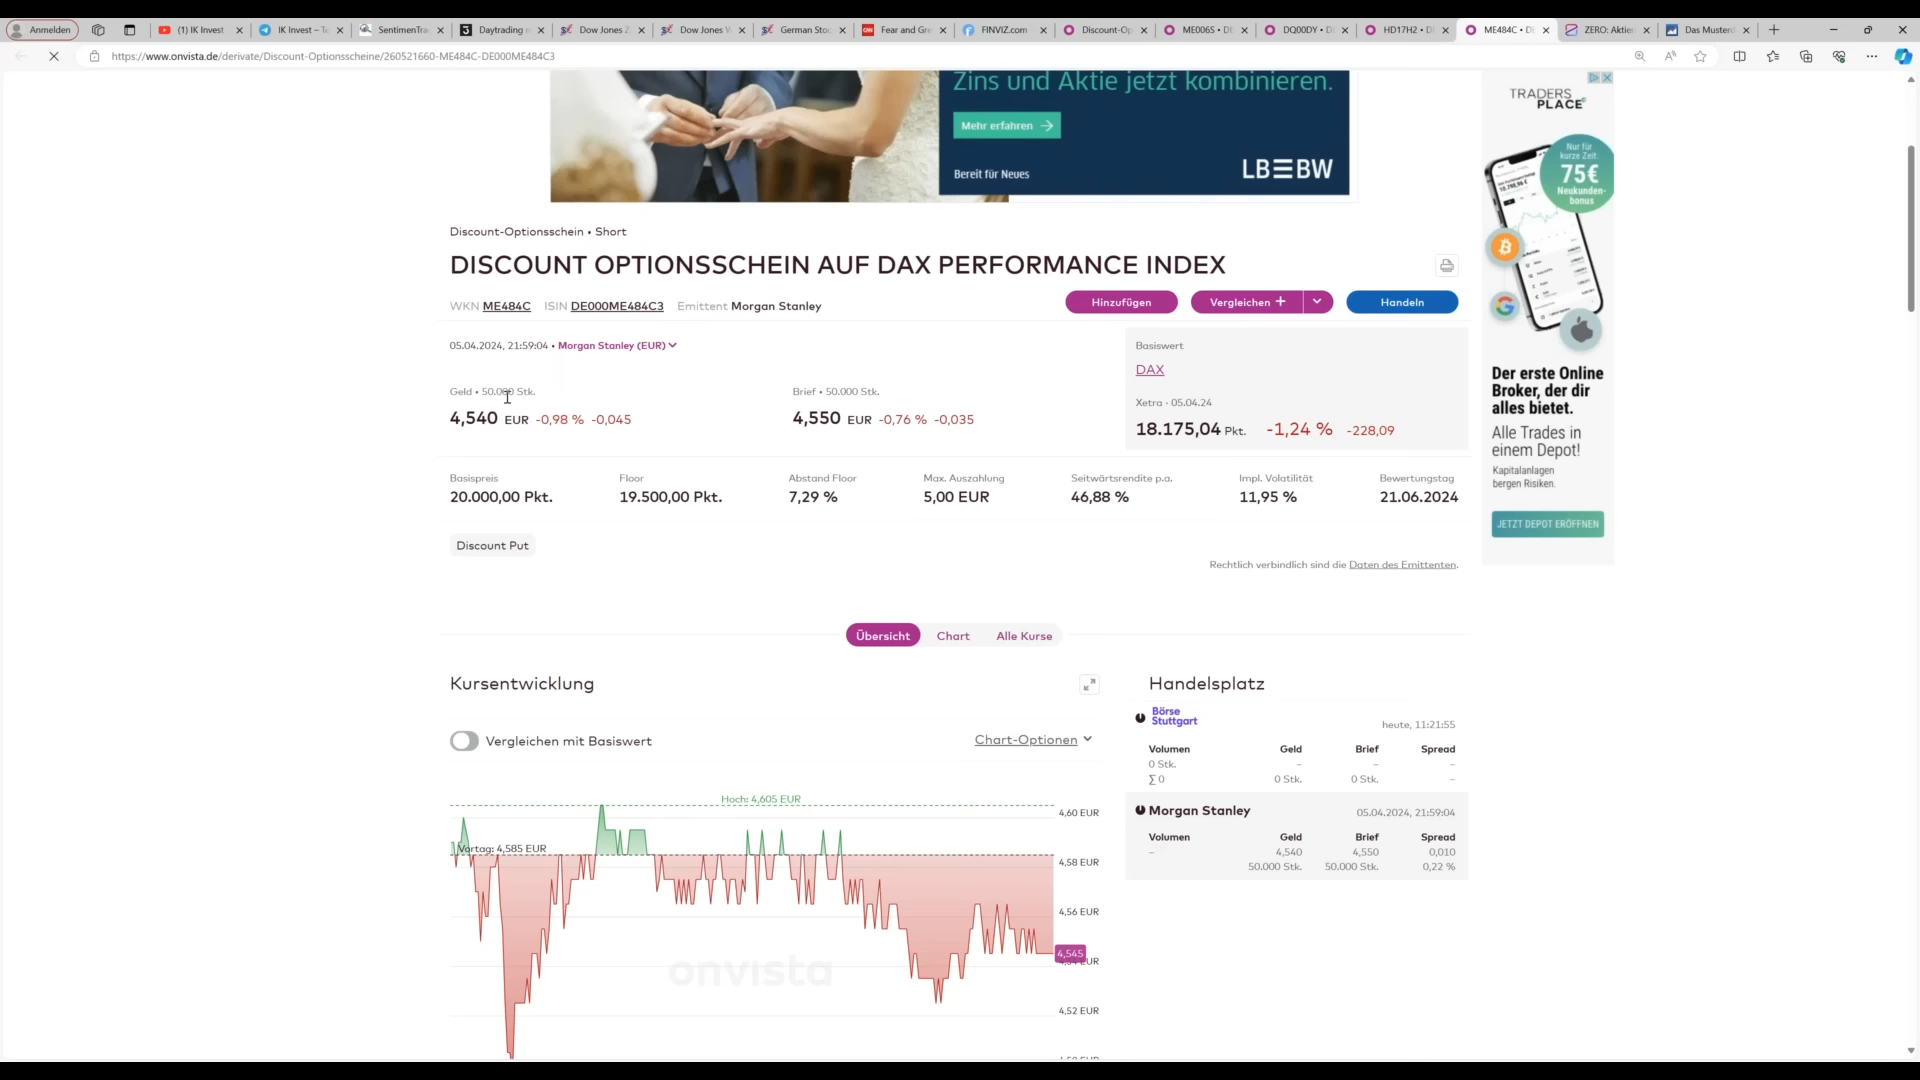 Anmelden
(1) IK Invest
IK Invest – T
SentimenTra
Daytrading
Dow Jones Z
Dow Jones V
German Sto
Fear and Gre
FINVIZ.com
Discount-Op
ME006S • D
DQ00DY • D
HD17H2 • D
ME484C • D
ZERO: Aktie
Das Muster
https://www.onvista.de/derivate/Discount-Optionsscheine/260521660-ME484C-DE000ME484C3
Zins und Aktie jetzt kombinieren.
Mehr erfahren
Bereit für Neues
LBBW
TRADERS
PLACE
Nur für
kurze Zeit:
75€
Neukunden-
bonus
Der erste Online
Broker, der dir
alles bietet.
Alle Trades in
einem Depot!
Kapitalanlagen
bergen Risiken.
JETZT DEPOT ERÖFFNEN
Discount-Optionsschein • Short
DISCOUNT OPTIONSSCHEIN AUF DAX PERFORMANCE INDEX
WKN ME484C ISIN DE000ME484C3 Emittent Morgan Stanley
Hinzufügen
Vergleichen +
Handeln
05.04.2024, 21:59:04 • Morgan Stanley (EUR)
Geld • 50.000 Stk.
4,540 EUR -0,98 % -0,045
Brief • 50.000 Stk.
4,550 EUR -0,76 % -0,035
Basiswert
DAX
Xetra · 05.04.24
18.175,04 Pkt. -1,24 % -228,09
Basispreis
20.000,00 Pkt.
Floor
19.500,00 Pkt.
Abstand Floor
7,29 %
Max. Auszahlung
5,00 EUR
Seitwärtsrendite p.a.
46,88 %
Impl. Volatilität
11,95 %
Bewertungstag
21.06.2024
Discount Put
Rechtlich verbindlich sind die Daten des Emittenten.
Übersicht
Chart
Alle Kurse
Kursentwicklung
Vergleichen mit Basiswert
Chart-Optionen
Hoch: 4,605 EUR
Vortag: 4,585 EUR
4,60 EUR
4,58 EUR
4,56 EUR
4,545
4,54 EUR
4,52 EUR
onvista
Handelsplatz
Börse
Stuttgart
heute, 11:21:55
Volumen Geld Brief Spread
0 Stk. – – –
∑ 0 0 Stk. 0 Stk. –
Morgan Stanley 05.04.2024, 21:59:04
Volumen Geld Brief Spread
– 4,540 4,550 0,010
50.000 Stk. 50.000 Stk. 0,22 %